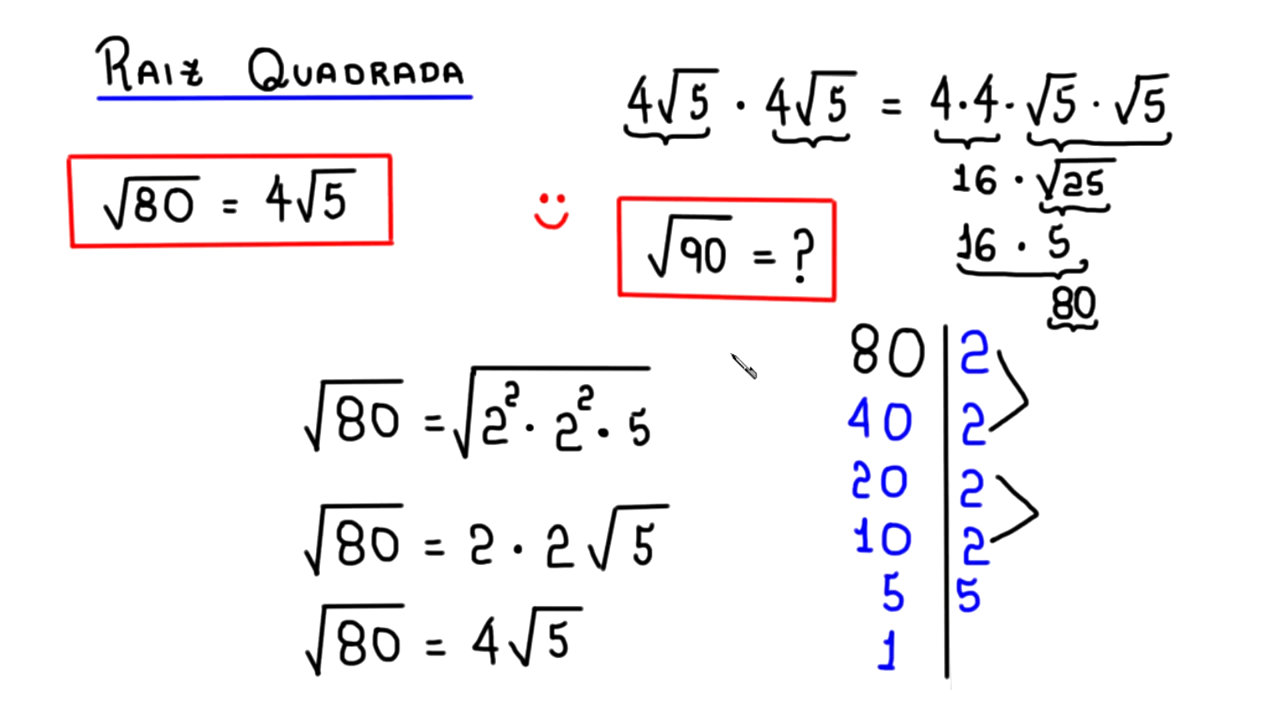 RAIZ QUADRADA
√80 = 4√5
4√5 · 4√5 = 4·4·√5·√5
16 · √25
16 · 5
80
√90 = ?
√80 = √2² · 2² · 5
√80 = 2 · 2√5
√80 = 4√5
80 | 2
40 | 2
20 | 2
10 | 2
5 | 5
1